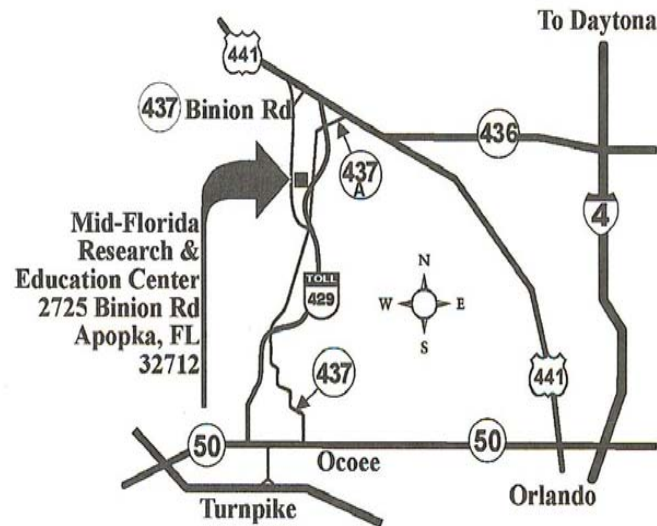 To Daytona
441
437 Binion Rd
436
437
A
4
Mid-Florida
Research &
Education Center
2725 Binion Rd
Apopka, FL
32712
TOLL
429
N
W E
S
437
441
50
50
Ocoee
Orlando
Turnpike